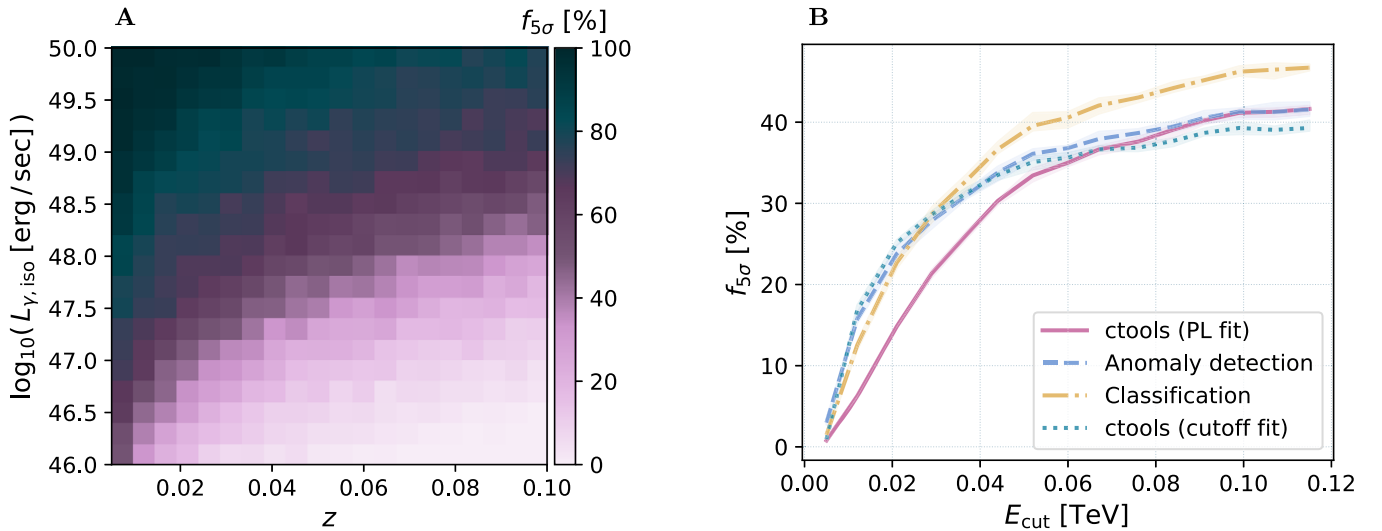 A
f5σ [%]
50.0
49.5
49.0
48.5
48.0
47.5
47.0
46.5
46.0
log10(Lγ, iso [erg / sec])
0.02
0.04
0.06
0.08
0.10
z
100
80
60
40
20
0
B
40
30
20
10
0
f5σ [%]
ctools (PL fit)
Anomaly detection
Classification
ctools (cutoff fit)
0.00
0.02
0.04
0.06
0.08
0.10
0.12
Ecut [TeV]